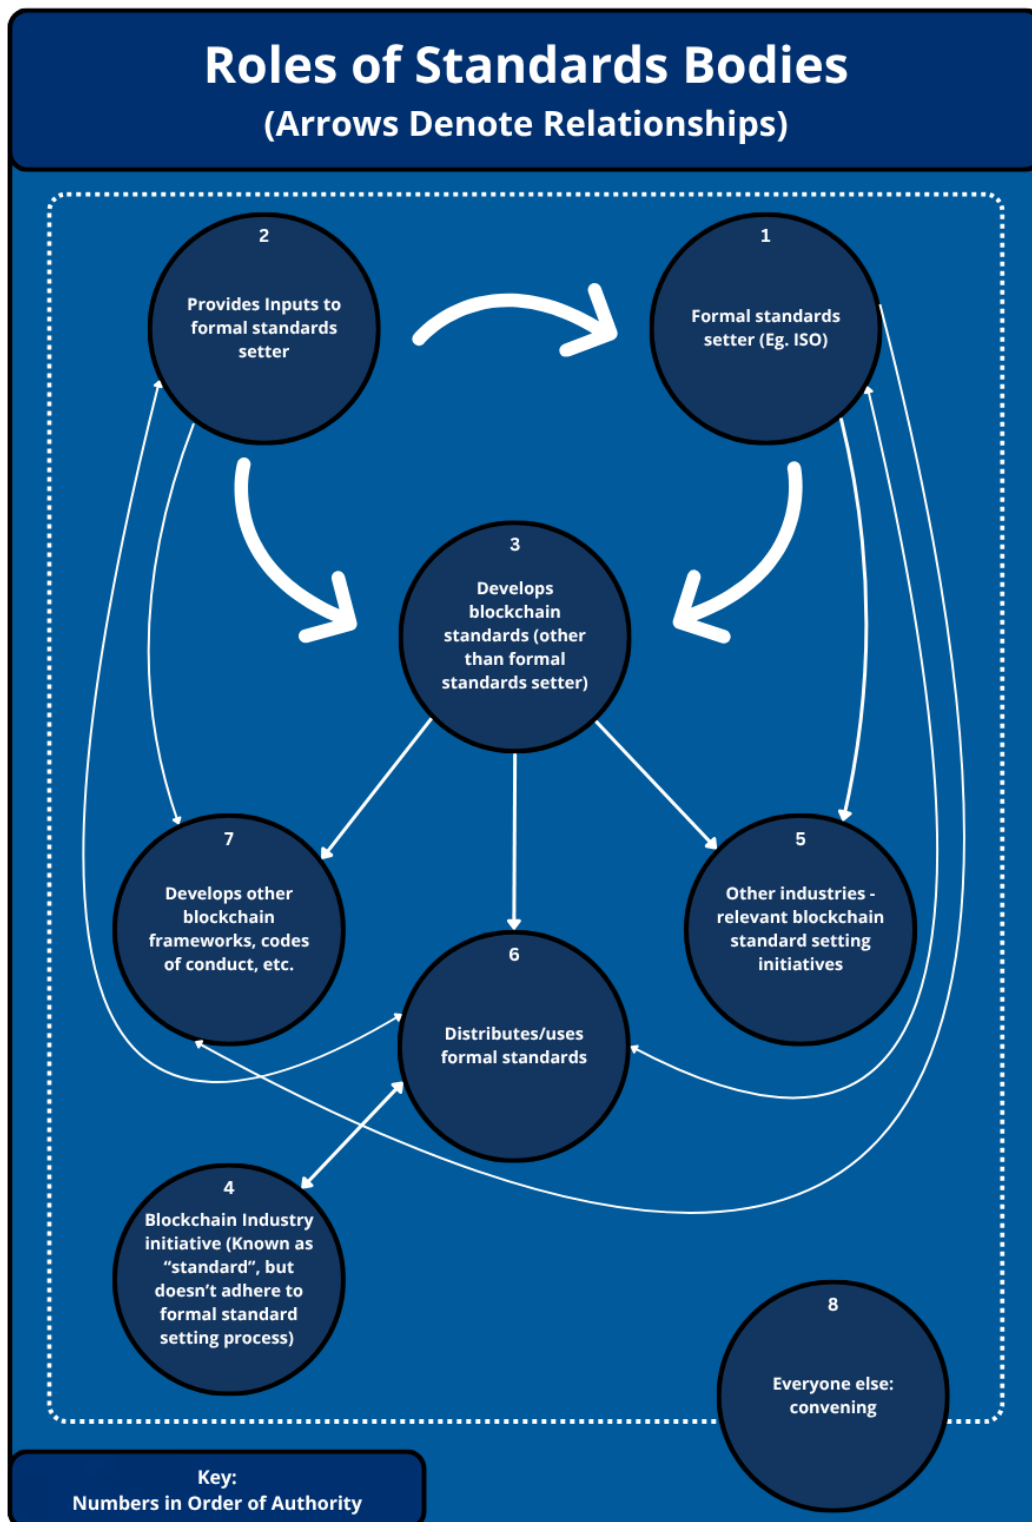 Roles of Standards Bodies
(Arrows Denote Relationships)
2
Provides Inputs to
formal standards
setter
1
Formal standards
setter (Eg. ISO)
3
Develops
blockchain
standards (other
than formal
standards setter)
7
Develops other
blockchain
frameworks, codes
of conduct, etc.
5
Other industries -
relevant blockchain
standard setting
initiatives
6
Distributes/uses
formal standards
4
Blockchain Industry
initiative (Known as
“standard”, but
doesn’t adhere to
formal standard
setting process)
8
Everyone else:
convening
Key:
Numbers in Order of Authority